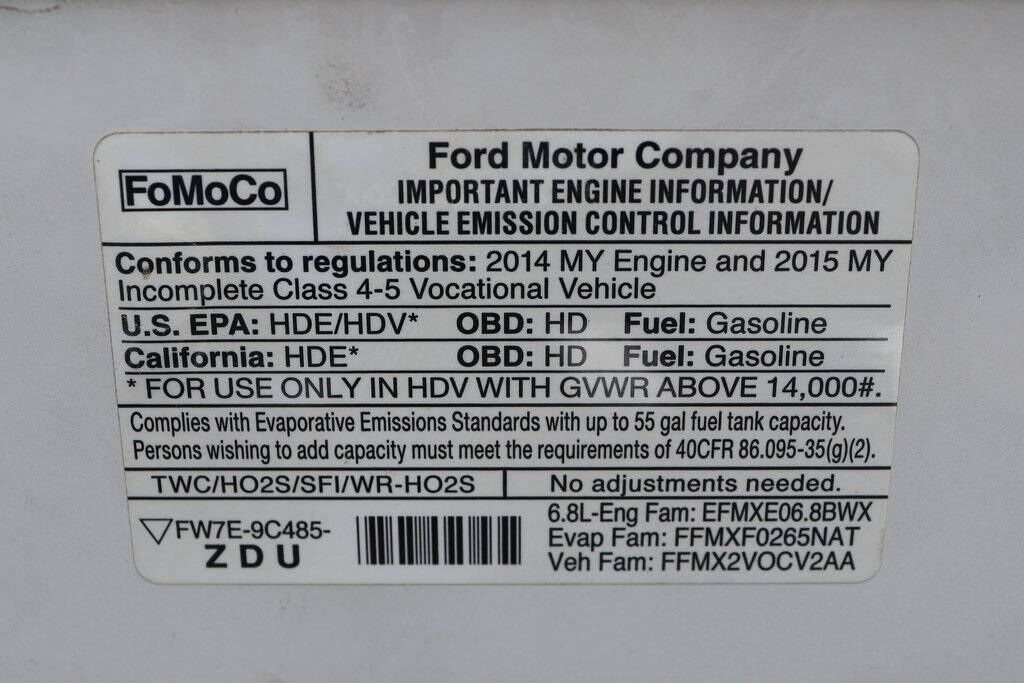 FoMoCo
Ford Motor Company
IMPORTANT ENGINE INFORMATION/
VEHICLE EMISSION CONTROL INFORMATION
Conforms to regulations: 2014 MY Engine and 2015 MY
Incomplete Class 4-5 Vocational Vehicle
U.S. EPA: HDE/HDV* OBD: HD Fuel: Gasoline
California: HDE* OBD: HD Fuel: Gasoline
* FOR USE ONLY IN HDV WITH GVWR ABOVE 14,000#.
Complies with Evaporative Emissions Standards with up to 55 gal fuel tank capacity.
Persons wishing to add capacity must meet the requirements of 40CFR 86.095-35(g)(2).
TWC/HO2S/SFI/WR-HO2S No adjustments needed.
FW7E-9C485-
ZDU
6.8L-Eng Fam: EFMXE06.8BWX
Evap Fam: FFMXF0265NAT
Veh Fam: FFMX2VOCV2AA